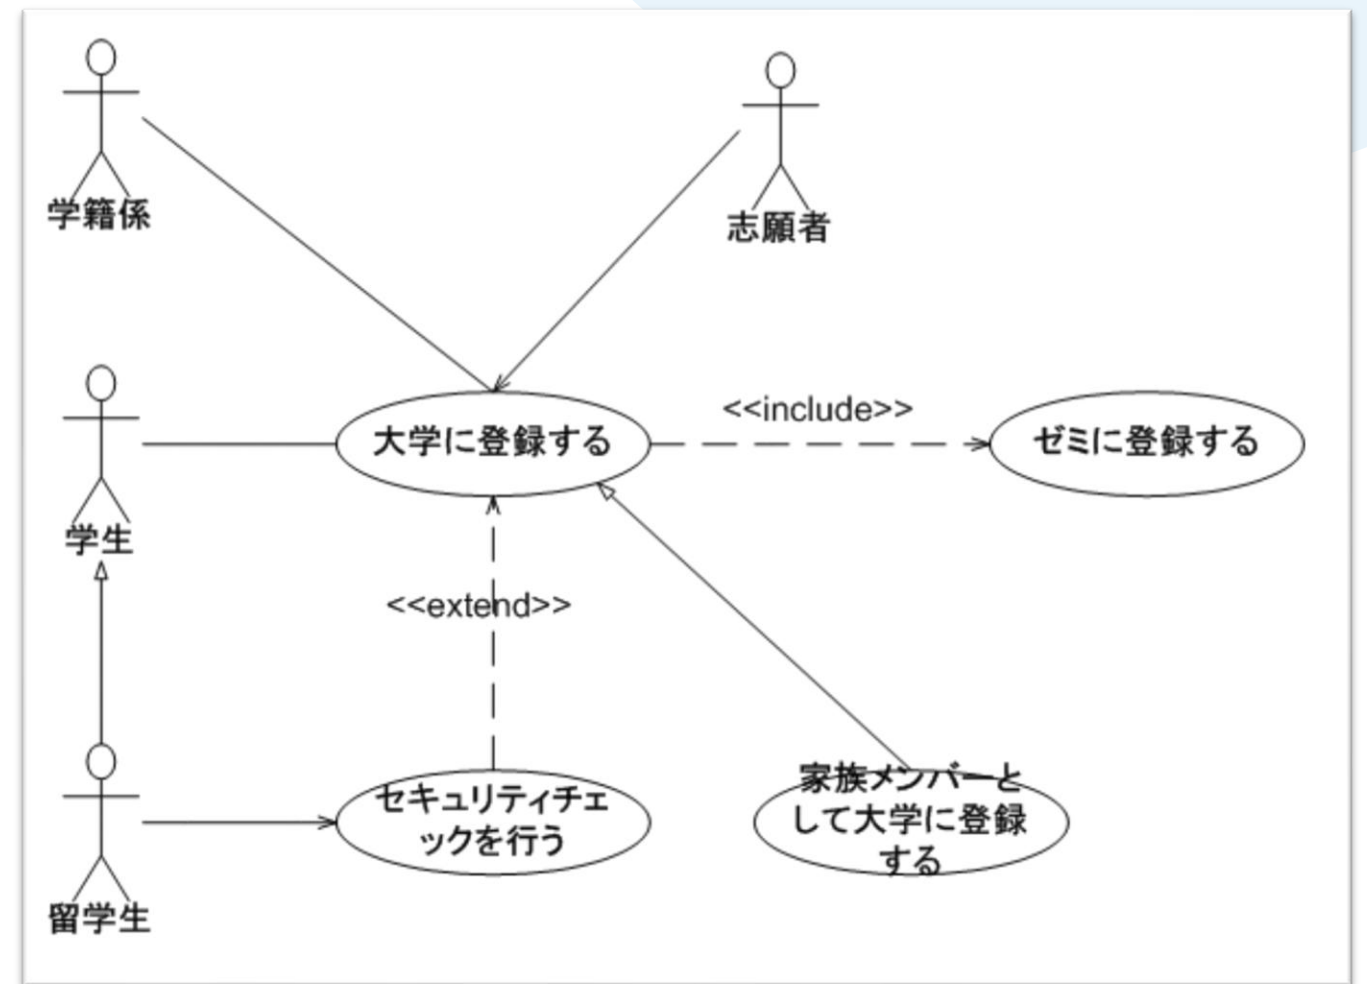 学籍係
志願者
<<include>>
大学に登録する
ゼミに登録する
学生
<<extend>>
セキュリティチェ
ックを行う
家族メンバーと
して大学に登録
する
留学生